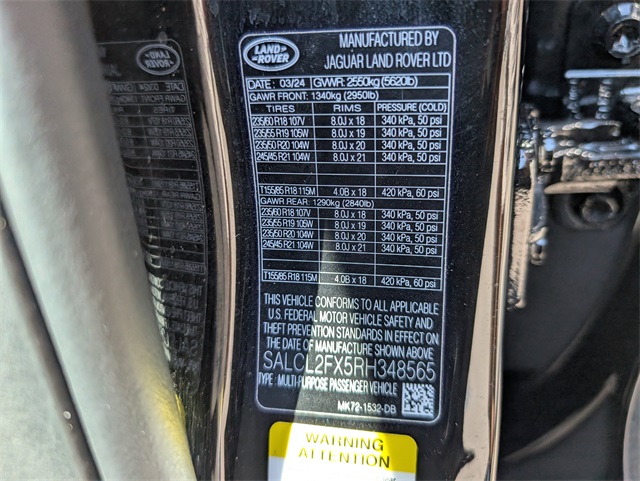 LAND ROVER
MANUFACTURED BY
JAGUAR LAND ROVER LTD
DATE: 03/24 GVWR: 2550kg (5620lb)
GAWR FRONT: 1340kg (2950lb)
TIRES RIMS PRESSURE (COLD)
235/60 R18 107V 8.0J x 18 340 kPa, 50 psi
235/55 R19 105W 8.0J x 19 340 kPa, 50 psi
235/50 R20 104W 8.0J x 20 340 kPa, 50 psi
245/45 R21 104W 8.0J x 21 340 kPa, 50 psi
T155/85 R18 115M 4.0B x 18 420 kPa, 60 psi
GAWR REAR: 1290kg (2840lb)
235/60 R18 107V 8.0J x 18 340 kPa, 50 psi
235/55 R19 105W 8.0J x 19 340 kPa, 50 psi
235/50 R20 104W 8.0J x 20 340 kPa, 50 psi
245/45 R21 104W 8.0J x 21 340 kPa, 50 psi
T155/85 R18 115M 4.0B x 18 420 kPa, 60 psi
THIS VEHICLE CONFORMS TO ALL APPLICABLE
U.S. FEDERAL MOTOR VEHICLE SAFETY AND
THEFT PREVENTION STANDARDS IN EFFECT ON
THE DATE OF MANUFACTURE SHOWN ABOVE
SALCL2FX5RH348565
TYPE : MULTI-PURPOSE PASSENGER VEHICLE
MK72-1532-DB
WARNING
ATTENTION